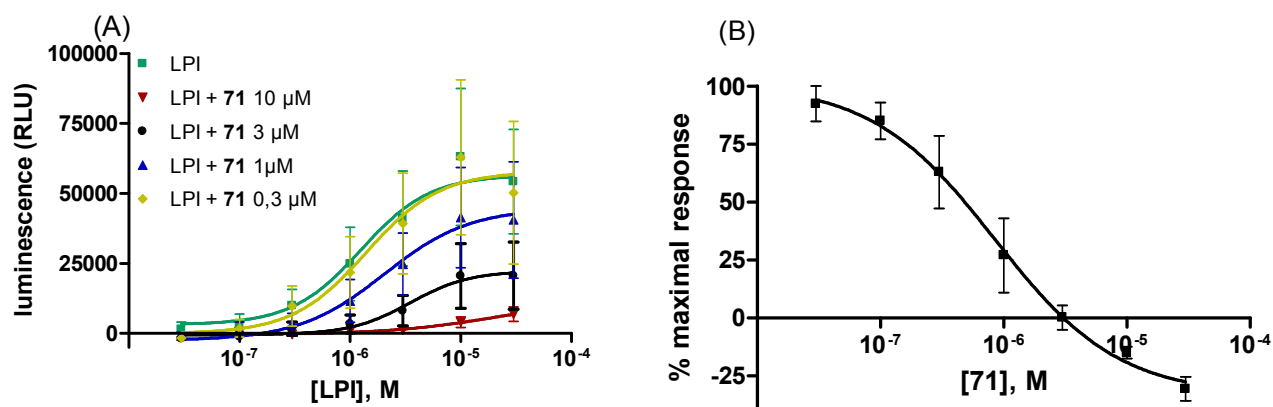 (A)
100000
75000
50000
25000
0
luminescence (RLU)
LPI
LPI + 71 10 µM
LPI + 71 3 µM
LPI + 71 1µM
LPI + 71 0,3 µM
10-7
10-6
10-5
10-4
[LPI], M
(B)
100
75
50
25
0
-25
% maximal response
10-7
10-6
10-5
10-4
[71], M